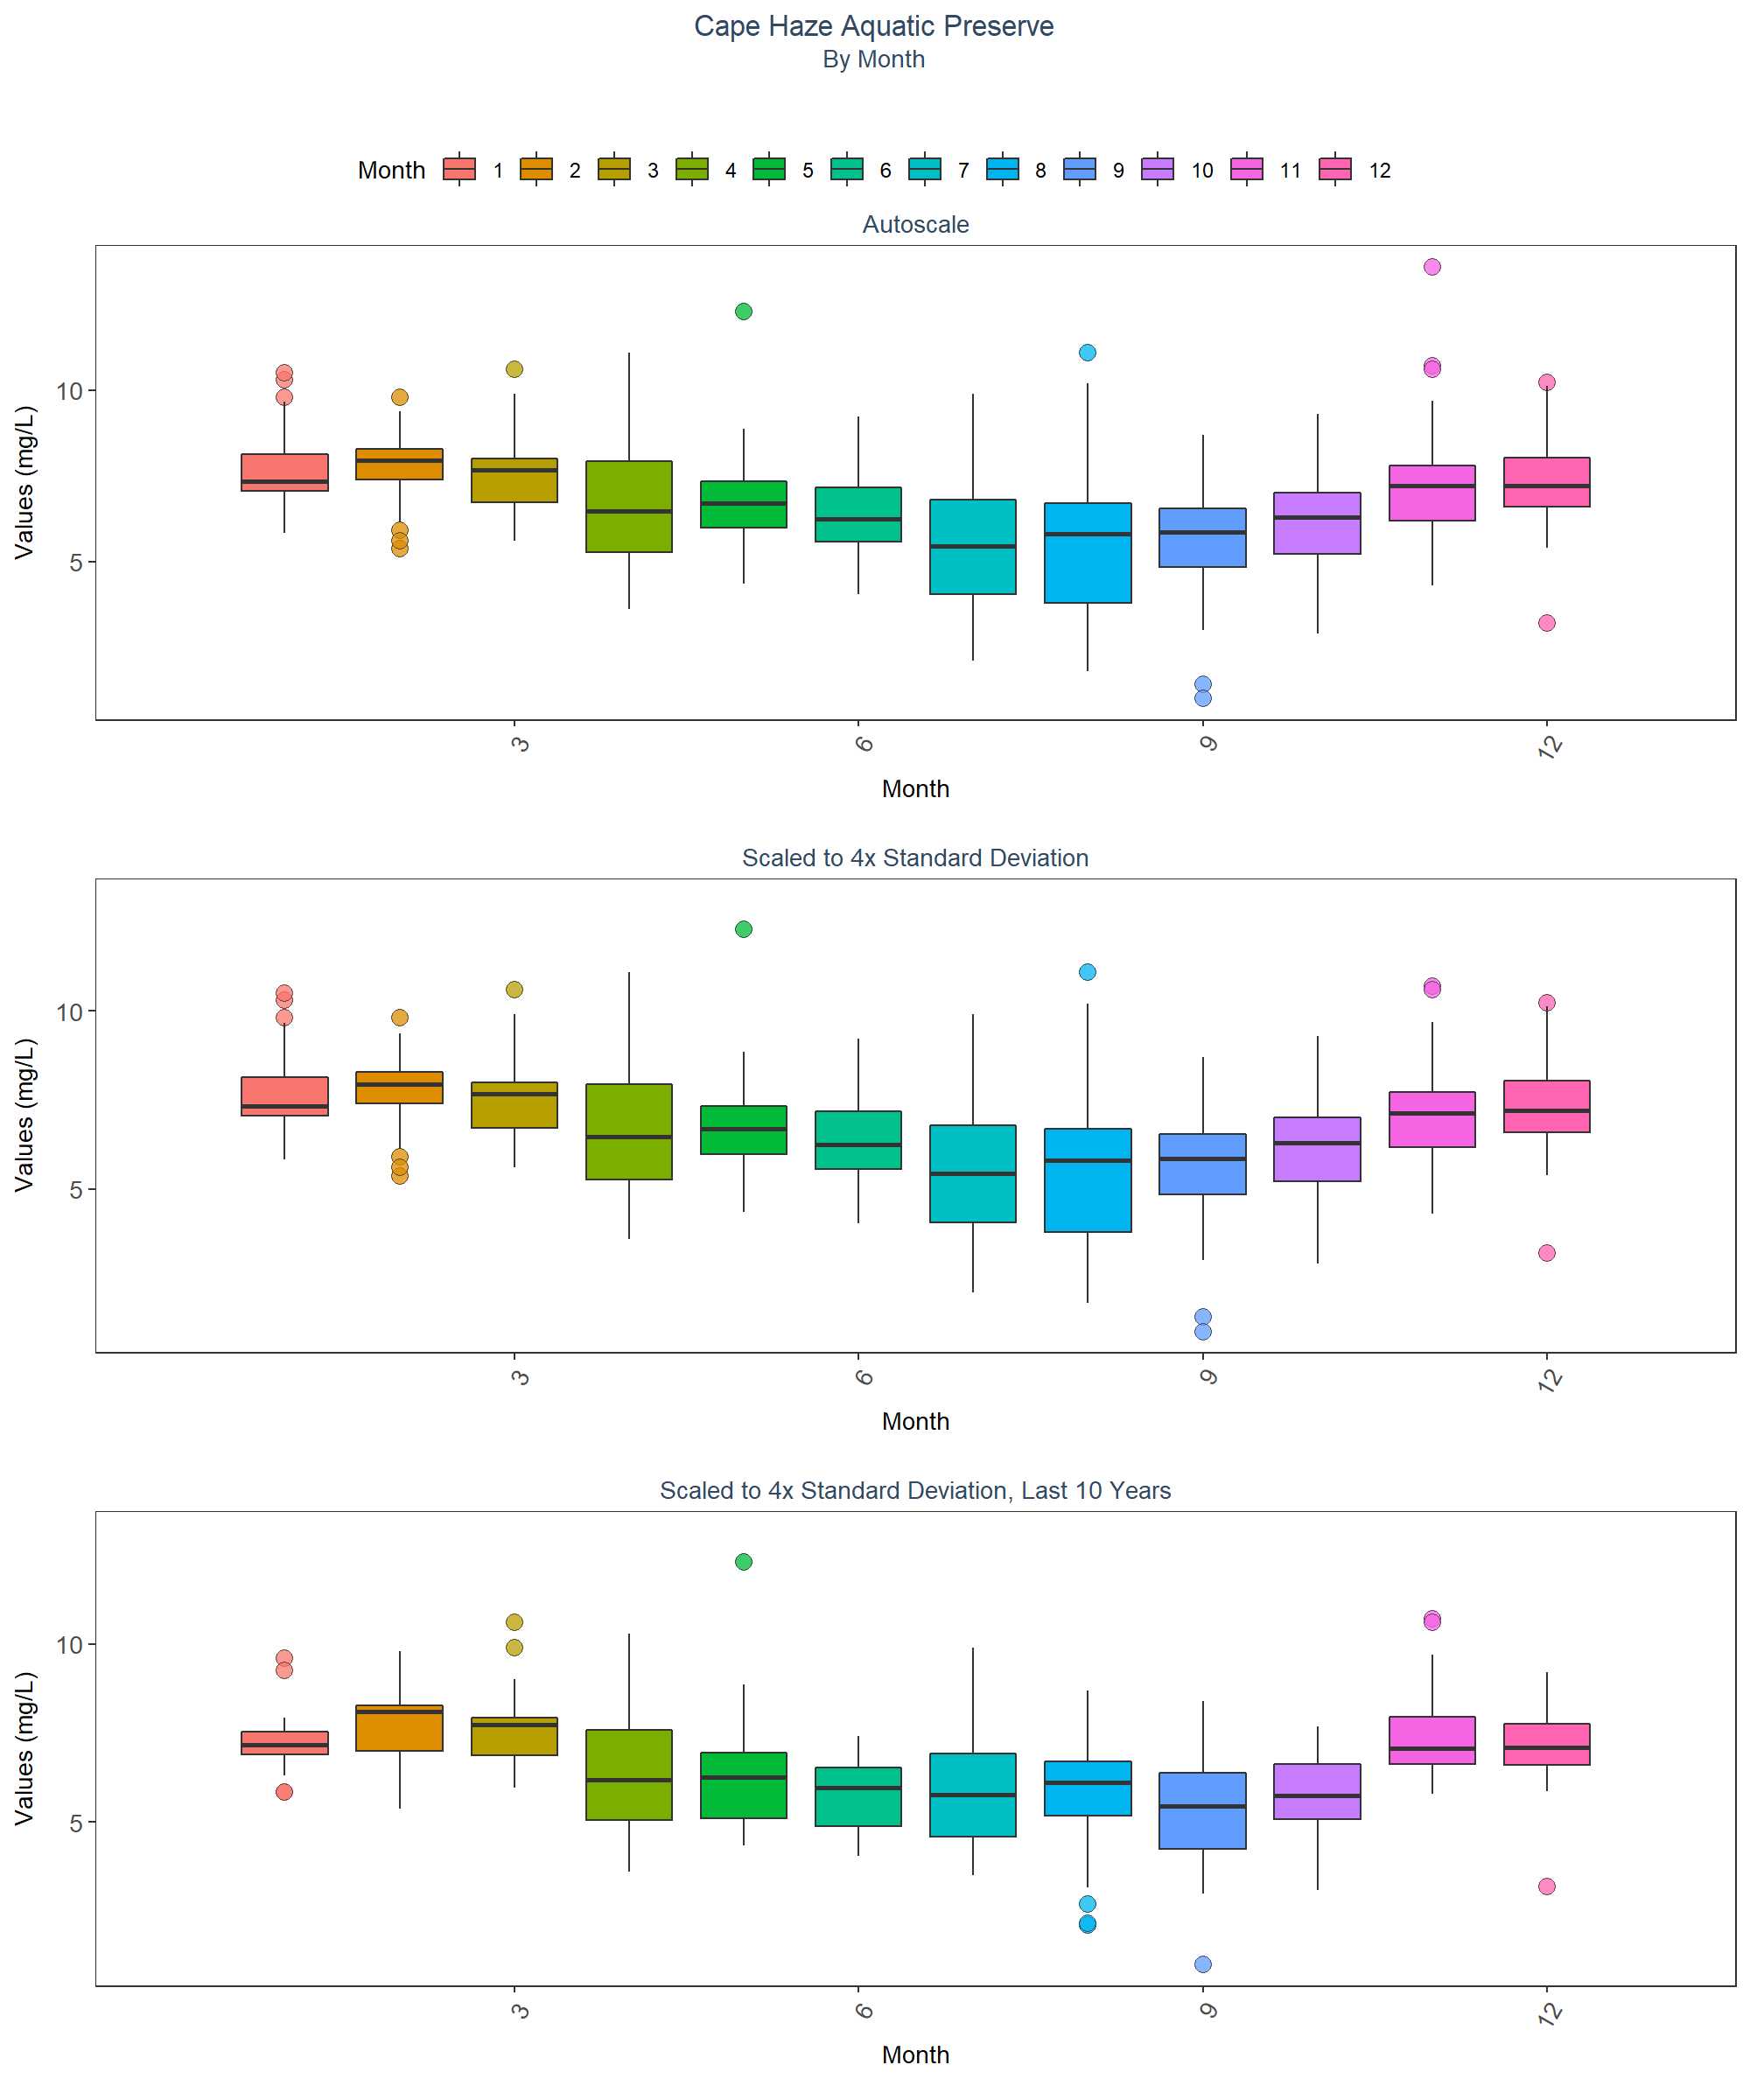 Cape Haze Aquatic Preserve
By Month
Month 1 2 3 4 5 6 7 8 9 10 11 12
Autoscale
Values (mg/L)
10
5
3 6 9 12
Month
Scaled to 4x Standard Deviation
Values (mg/L)
10
5
3 6 9 12
Month
Scaled to 4x Standard Deviation, Last 10 Years
Values (mg/L)
10
5
3 6 9 12
Month